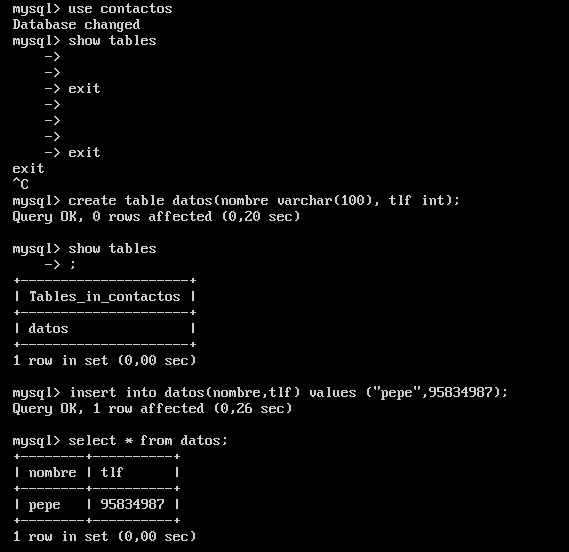 mysql> use contactos
Database changed
mysql> show tables
    ->
    ->
    -> exit
    ->
    ->
    ->
    -> exit
exit
^C
mysql> create table datos(nombre varchar(100), tlf int);
Query OK, 0 rows affected (0,20 sec)

mysql> show tables
    -> ;
+---------------------+
| Tables_in_contactos |
+---------------------+
| datos               |
+---------------------+
1 row in set (0,00 sec)

mysql> insert into datos(nombre,tlf) values ("pepe",95834987);
Query OK, 1 row affected (0,26 sec)

mysql> select * from datos;
+--------+----------+
| nombre | tlf      |
+--------+----------+
| pepe   | 95834987 |
+--------+----------+
1 row in set (0,00 sec)